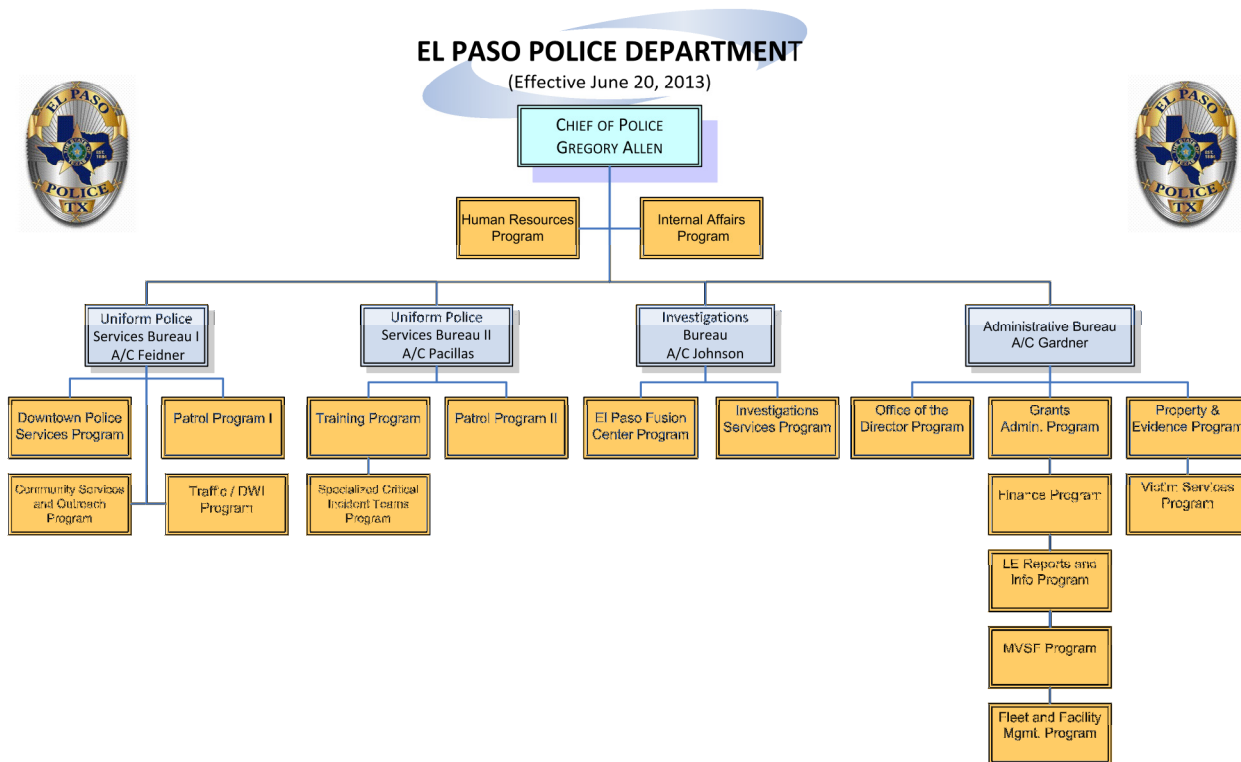 EL PASO POLICE DEPARTMENT
(Effective June 20, 2013)
EL PASO
POLICE
TX
EL PASO
POLICE
TX
CHIEF OF POLICE
GREGORY ALLEN
Human Resources
Program
Internal Affairs
Program
Uniform Police
Services Bureau I
A/C Feidner
Uniform Police
Services Bureau II
A/C Pacillas
Investigations
Bureau
A/C Johnson
Administrative Bureau
A/C Gardner
Downtown Police
Services Program
Patrol Program I
Training Program
Patrol Program II
El Paso Fusion
Center Program
Investigations
Services Program
Office of the
Director Program
Grants
Admin. Program
Property &
Evidence Program
Community Services
and Outreach
Program
Traffic / DWI
Program
Specialized Critical
Incident Teams
Program
Finance Program
Victim Services
Program
LE Reports and
Info Program
MVSF Program
Fleet and Facility
Mgmt. Program